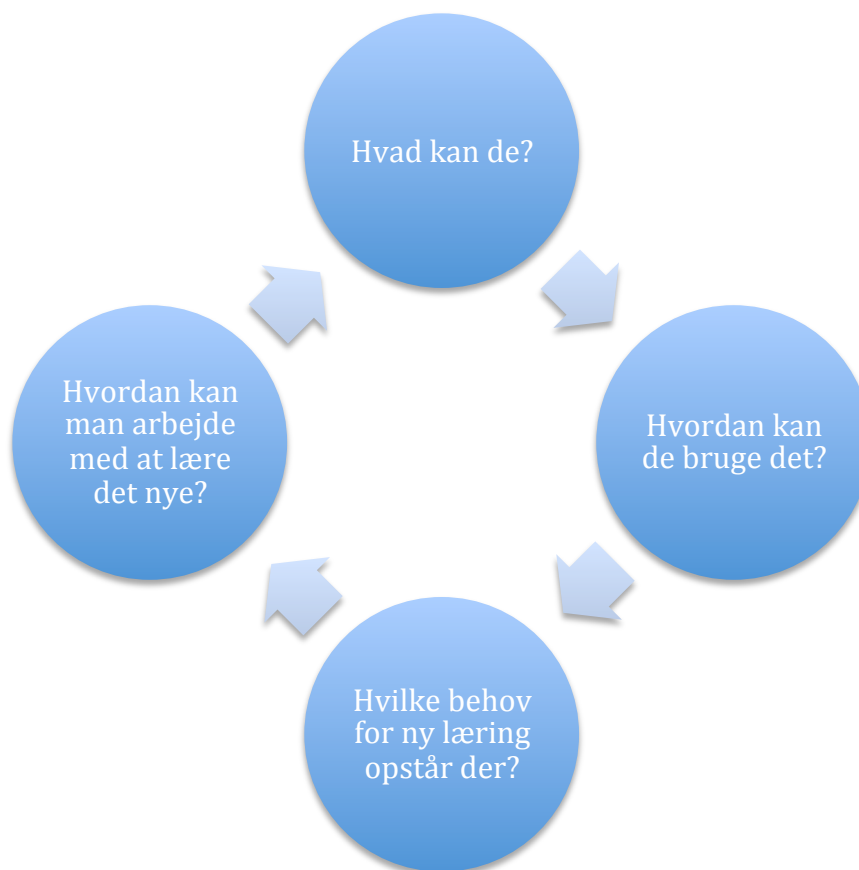 Hvad kan de?
Hvordan kan
de bruge det?
Hvilke behov
for ny læring
opstår der?
Hvordan kan
man arbejde
med at lære
det nye?